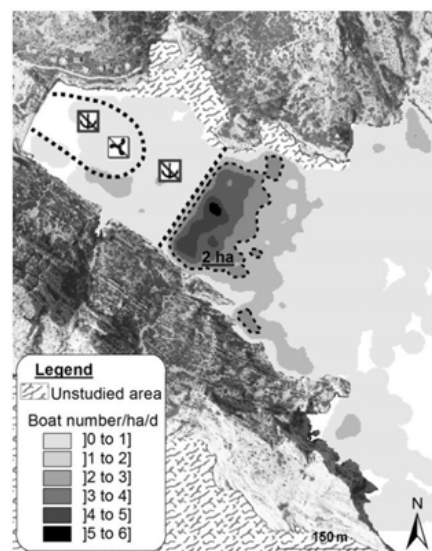 2 ha
Legend
Unstudied area
Boat number/ha/d
]0 to 1]
]1 to 2]
]2 to 3]
]3 to 4]
]4 to 5]
]5 to 6]
N
150 m